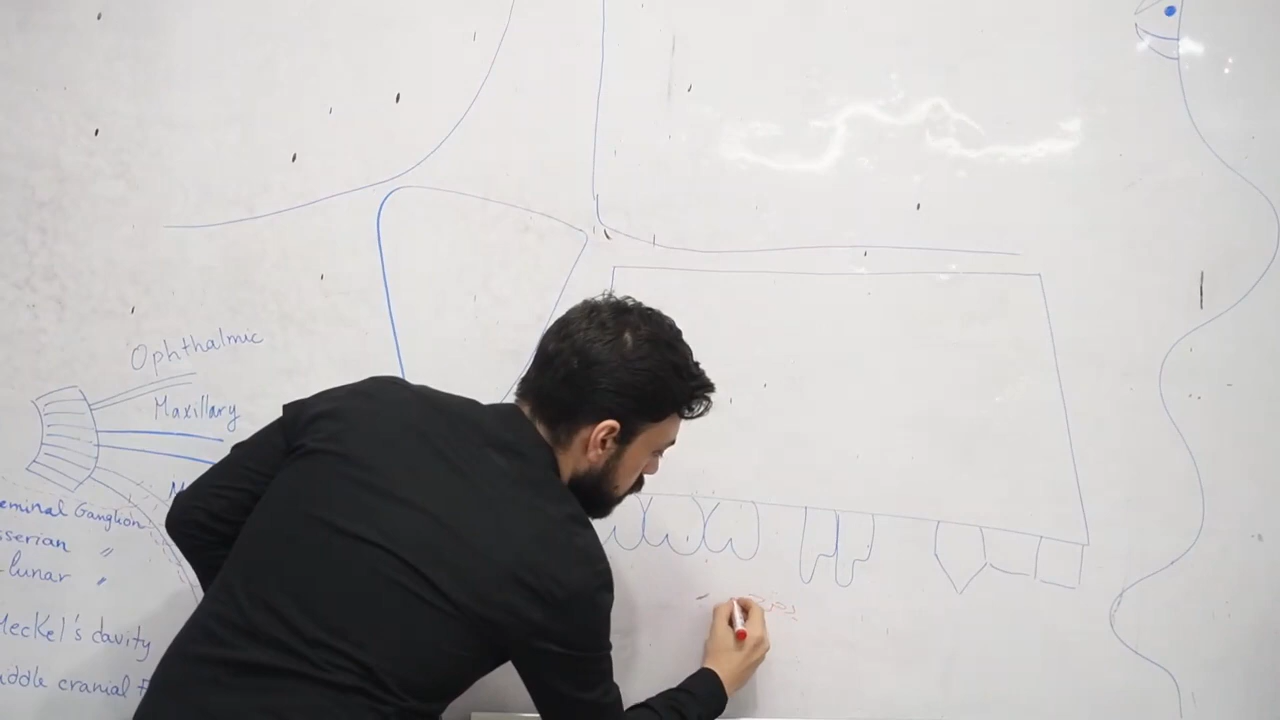 Ophthalmic
Maxillary
M
eminal Ganglion
sserian "
-lunar "
Meckel's cavity
iddle cranial F